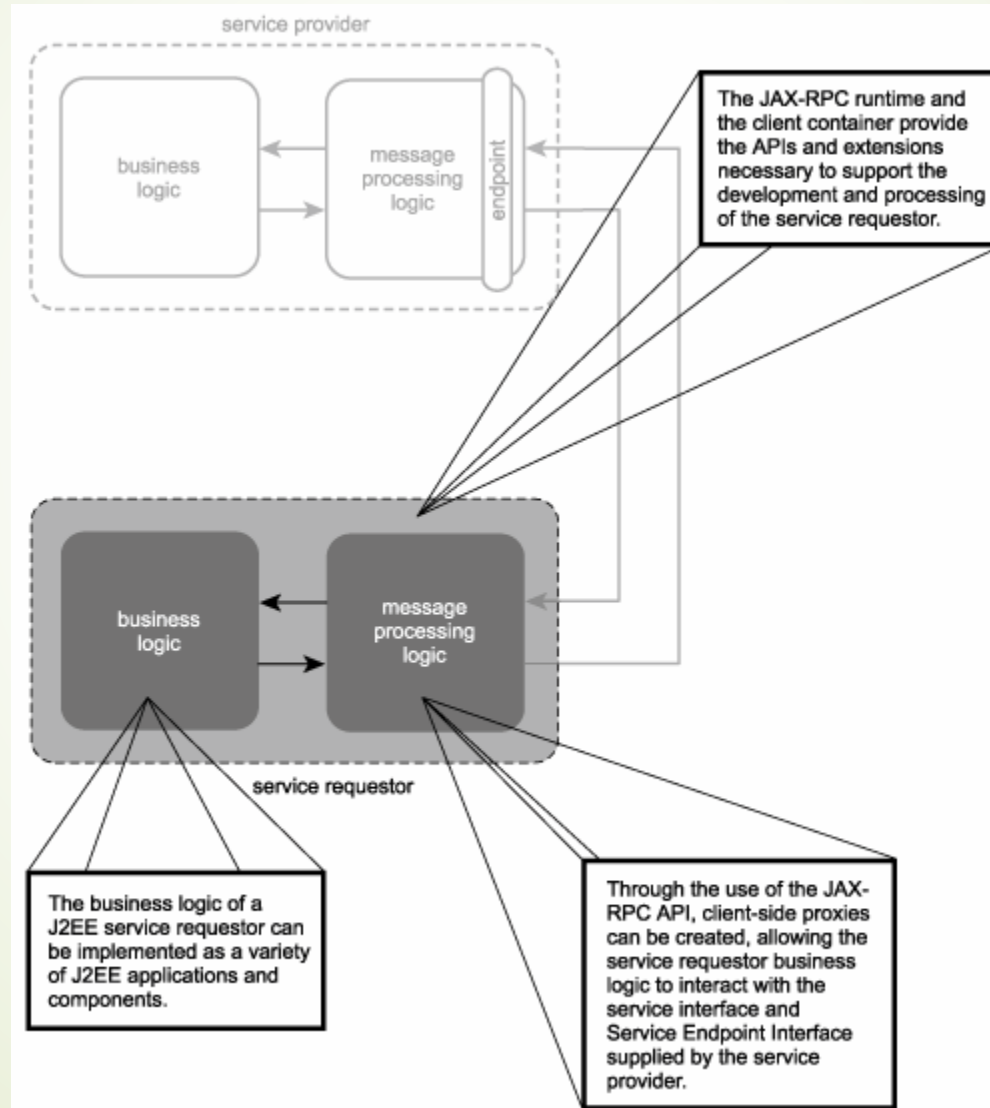 service provider
business
logic
message
processing
logic
endpoint
The JAX-RPC runtime and
the client container provide
the APIs and extensions
necessary to support the
development and processing
of the service requestor.
business
logic
message
processing
logic
service requestor
The business logic of a
J2EE service requestor can
be implemented as a variety
of J2EE applications and
components.
Through the use of the JAX-
RPC API, client-side proxies
can be created, allowing the
service requestor business
logic to interact with the
service interface and
Service Endpoint Interface
supplied by the service
provider.